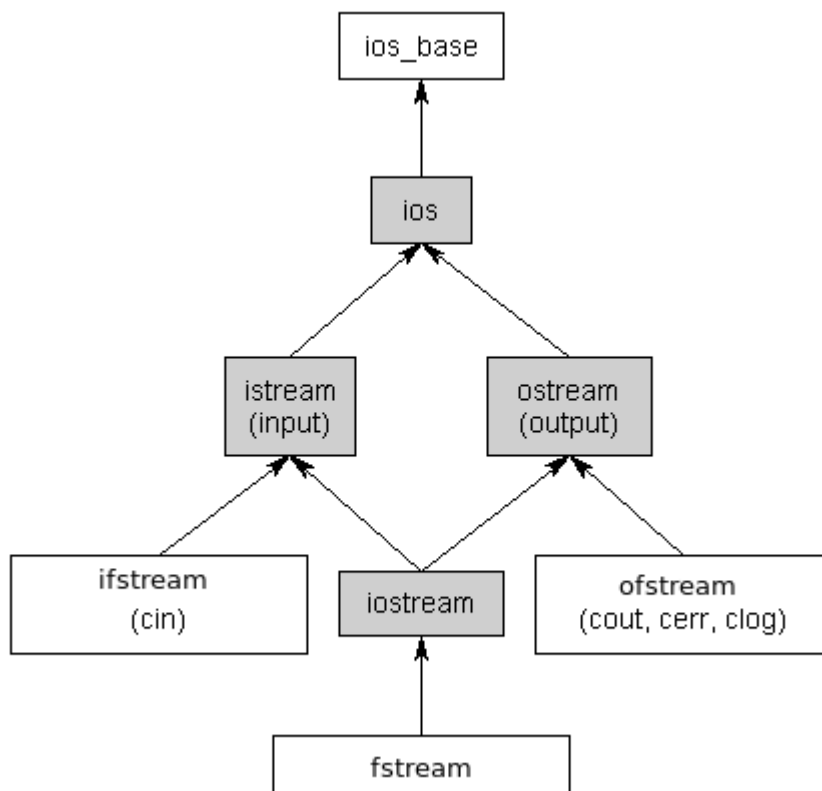 ios_base
ios
istream
(input)
ostream
(output)
ifstream
(cin)
iostream
ofstream
(cout, cerr, clog)
fstream